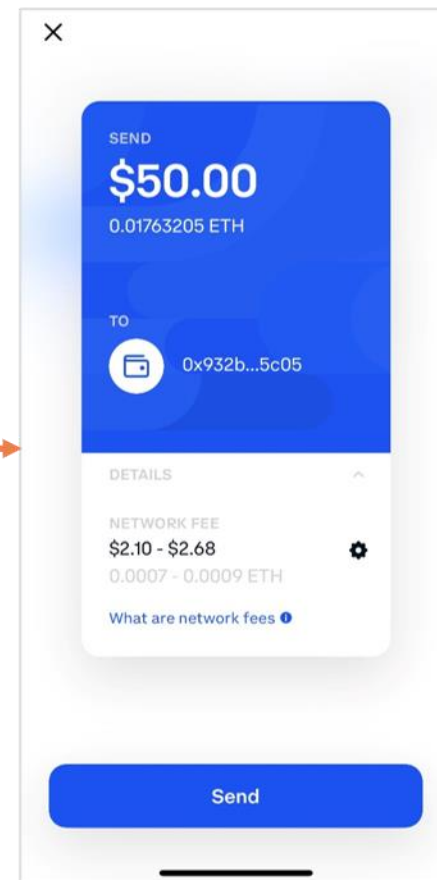 SEND
$50.00
0.01763205 ETH
TO
0x932b...5c05
DETAILS
NETWORK FEE
$2.10 - $2.68
0.0007 - 0.0009 ETH
What are network fees
Send